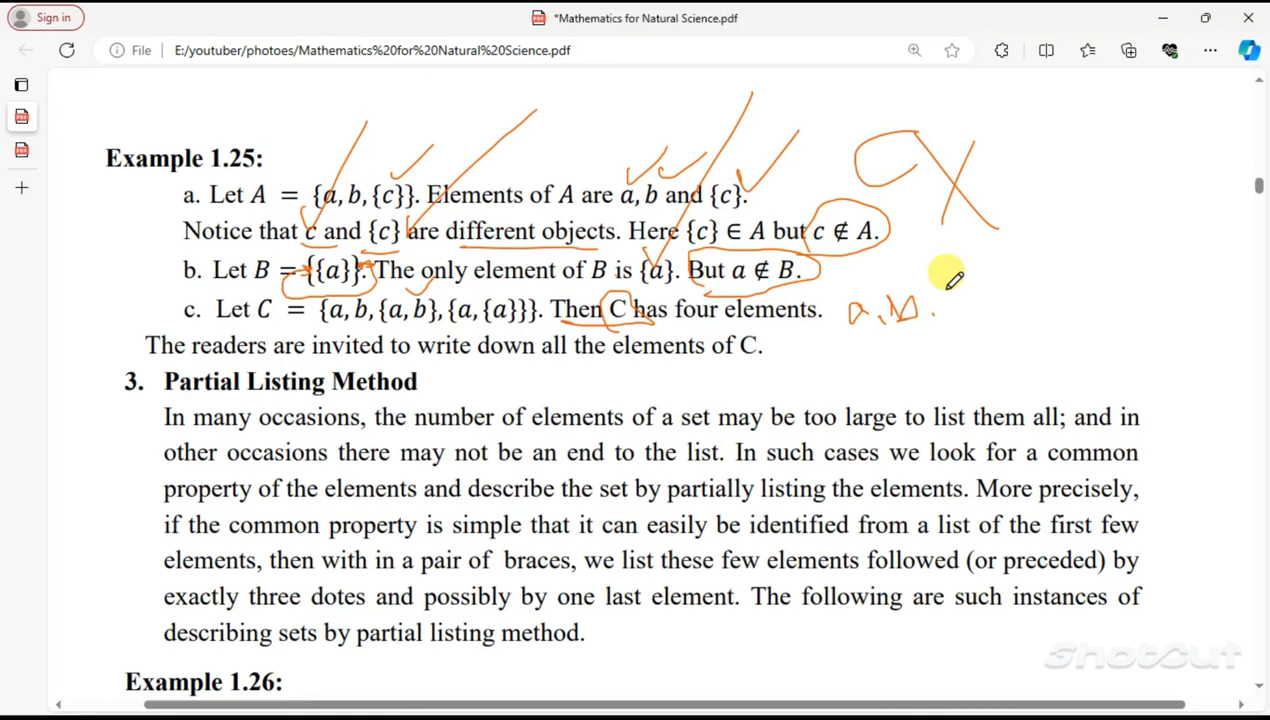 Sign in
*Mathematics for Natural Science.pdf
File
E:/youtuber/photoes/Mathematics%20for%20Natural%20Science.pdf
Example 1.25:
a. Let A = {a, b, {c}}. Elements of A are a, b and {c}.
Notice that c and {c} are different objects. Here {c} ∈ A but c ∉ A.
b. Let B = {{a}}. The only element of B is {a}. But a ∉ B.
c. Let C = {a, b, {a, b}, {a, {a}}}. Then C has four elements. a, b.
The readers are invited to write down all the elements of C.
3. Partial Listing Method
In many occasions, the number of elements of a set may be too large to list them all; and in
other occasions there may not be an end to the list. In such cases we look for a common
property of the elements and describe the set by partially listing the elements. More precisely,
if the common property is simple that it can easily be identified from a list of the first few
elements, then with in a pair of braces, we list these few elements followed (or preceded) by
exactly three dotes and possibly by one last element. The following are such instances of
describing sets by partial listing method.
Example 1.26:
Shotcut